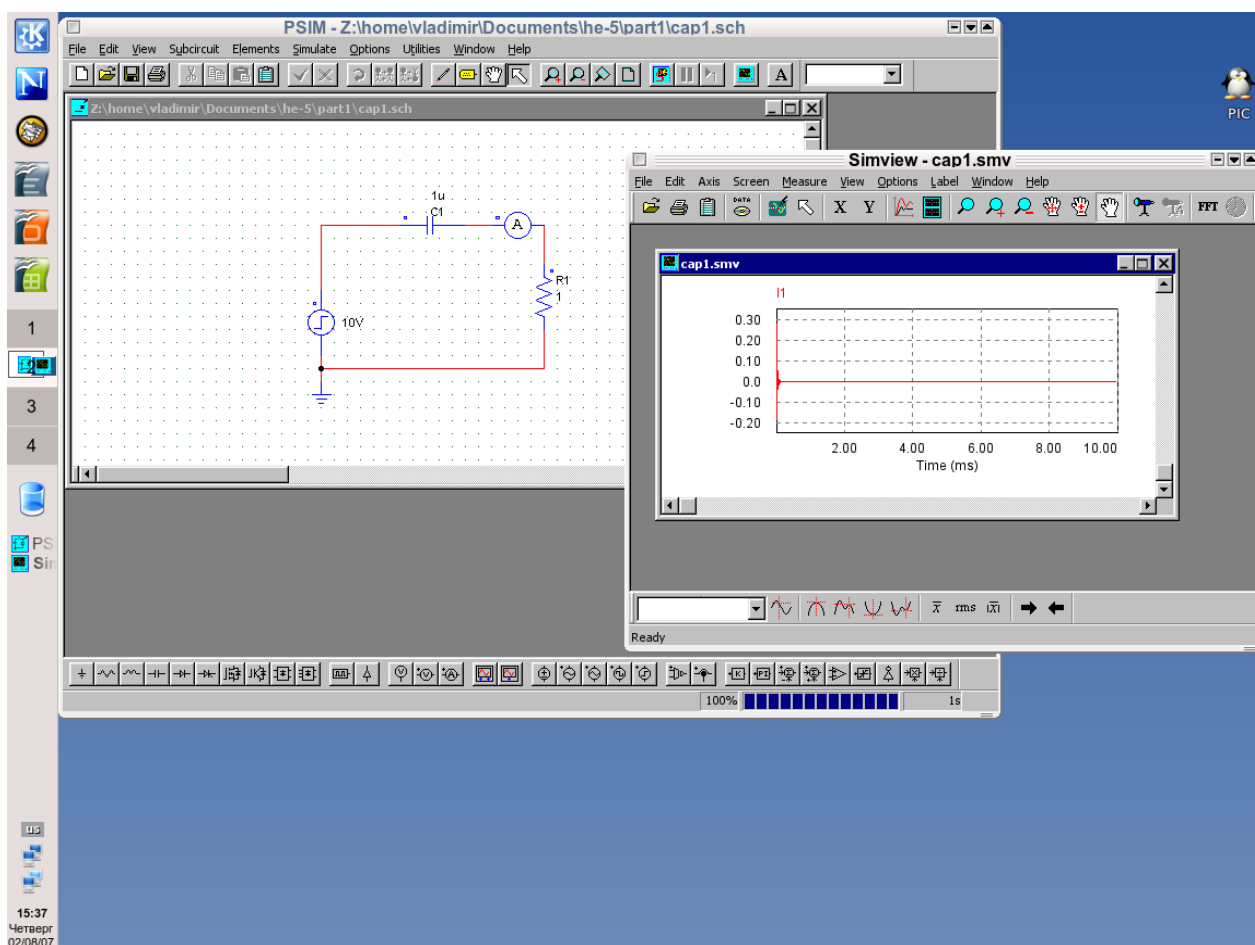 PSIM - Z:\home\vladimir\Documents\he-5\part1\cap1.sch
File Edit View Subcircuit Elements Simulate Options Utilities Window Help
A
Z:\home\vladimir\Documents\he-5\part1\cap1.sch
PIC
Simview - cap1.smv
File Edit Axis Screen Measure View Options Label Window Help
DATA X Y FFT
1u
C1
A
R1
1
10V
cap1.smv
I1
0.30
0.20
0.10
0.0
-0.10
-0.20
2.00 4.00 6.00 8.00 10.00
Time (ms)
x rms |x|
Ready
1
2
3
4
PS
Sim
100% 1s
us
15:37
Четверг
02/08/07